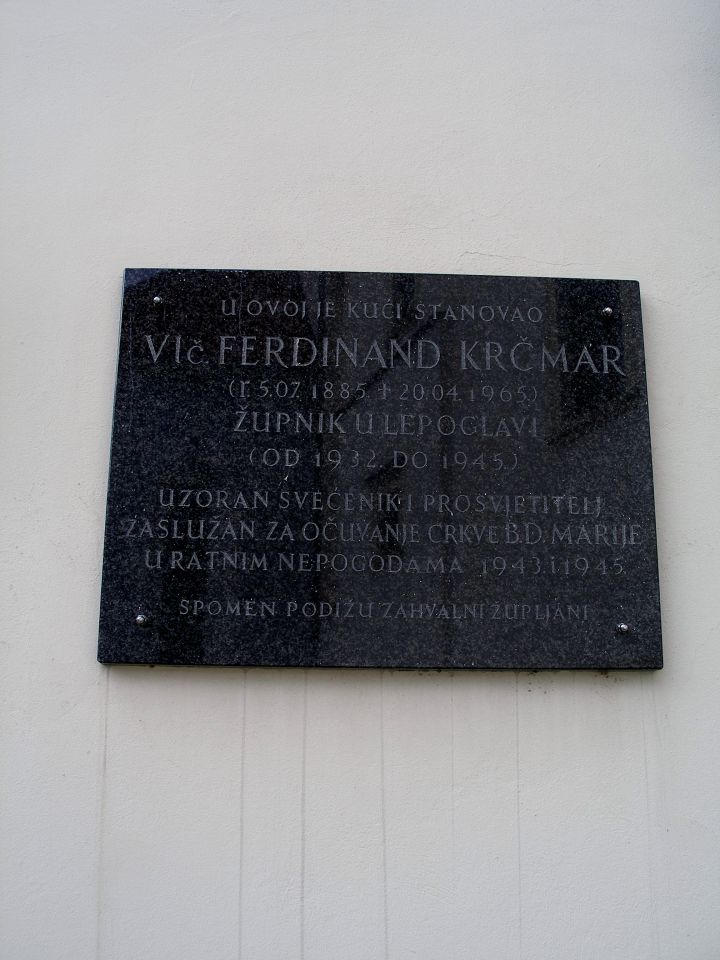 U OVOJ JE KUĆI STANOVAO
Vlč. FERDINAND KRČMAR
(r. 5.07.1885. + 20.04.1965.)
ŽUPNIK U LEPOGLAVI
(OD 1932. DO 1945.)
UZORAN SVEĆENIK I PROSVJETITELJ
ZASLUŽAN ZA OČUVANJE CRKVE B.D. MARIJE
U RATNIM NEPOGODAMA 1943. i 1945.
SPOMEN PODIŽU ZAHVALNI ŽUPLJANI